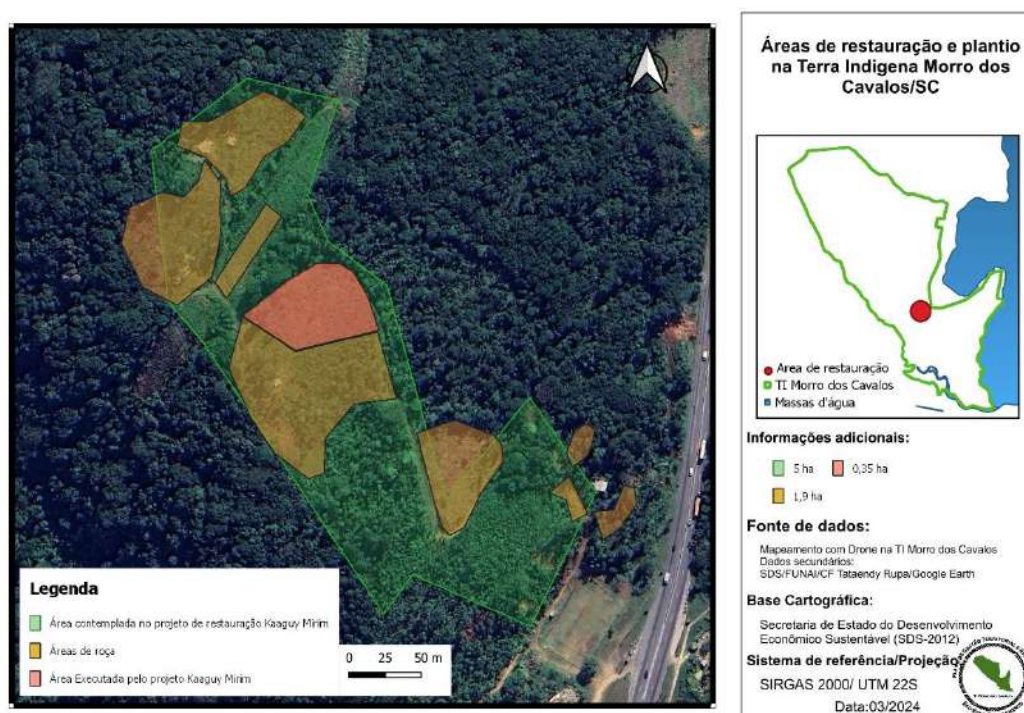 Legenda
Área contemplada no projeto de restauração Kaaguy Mirim
Áreas de roça
Área Executada pelo projeto Kaaguy Mirim
0 25 50 m
Áreas de restauração e plantio
na Terra Indígena Morro dos
Cavalos/SC
Area de restauração
TI Morro dos Cavalos
Massas d'água
Informações adicionais:
5 ha 0,35 ha
1,9 ha
Fonte de dados:
Mapeamento com Drone na TI Morro dos Cavalos
Dados secundários:
SDS/FUNAI/CF Tataendy Rupa/Google Earth
Base Cartográfica:
Secretaria de Estado do Desenvolvimento
Econômico Sustentável (SDS-2012)
Sistema de referência/Projeção
SIRGAS 2000/ UTM 22S
Data:03/2024